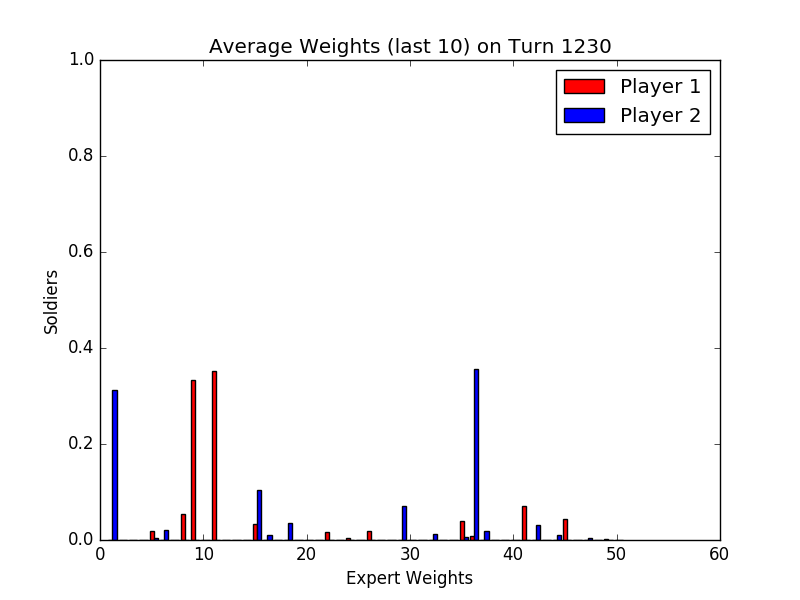 Average Weights (last 10) on Turn 1230
1.0
0.8
0.6
0.4
0.2
0.0
Soldiers
Player 1
Player 2
0 10 20 30 40 50 60
Expert Weights